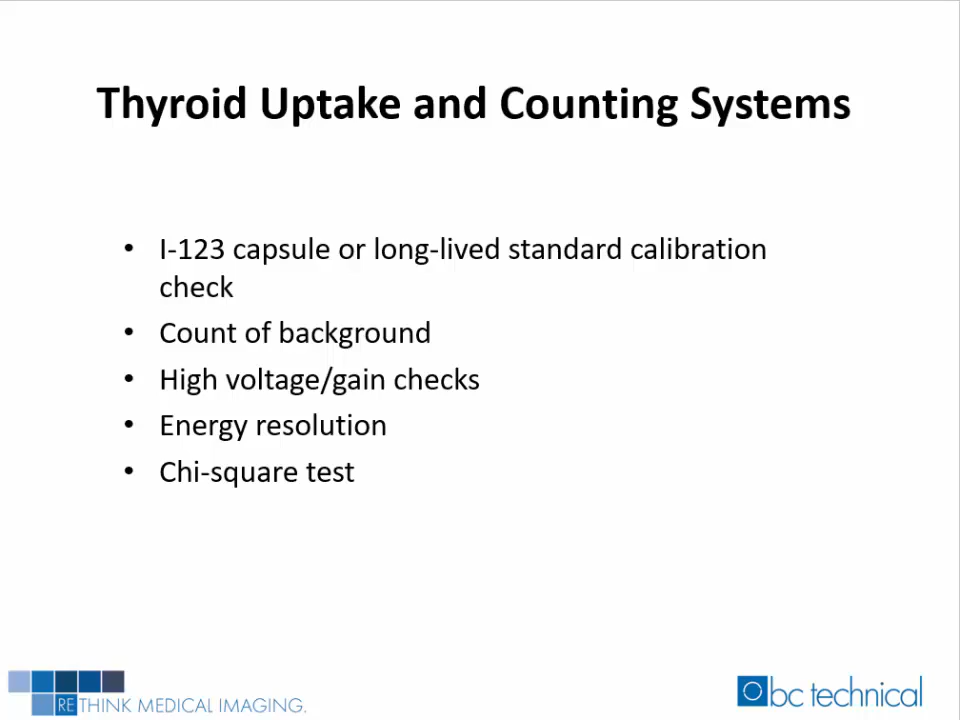 Thyroid Uptake and Counting Systems
• I-123 capsule or long-lived standard calibration
check
• Count of background
• High voltage/gain checks
• Energy resolution
• Chi-square test
RETHINK MEDICAL IMAGING.
bc technical